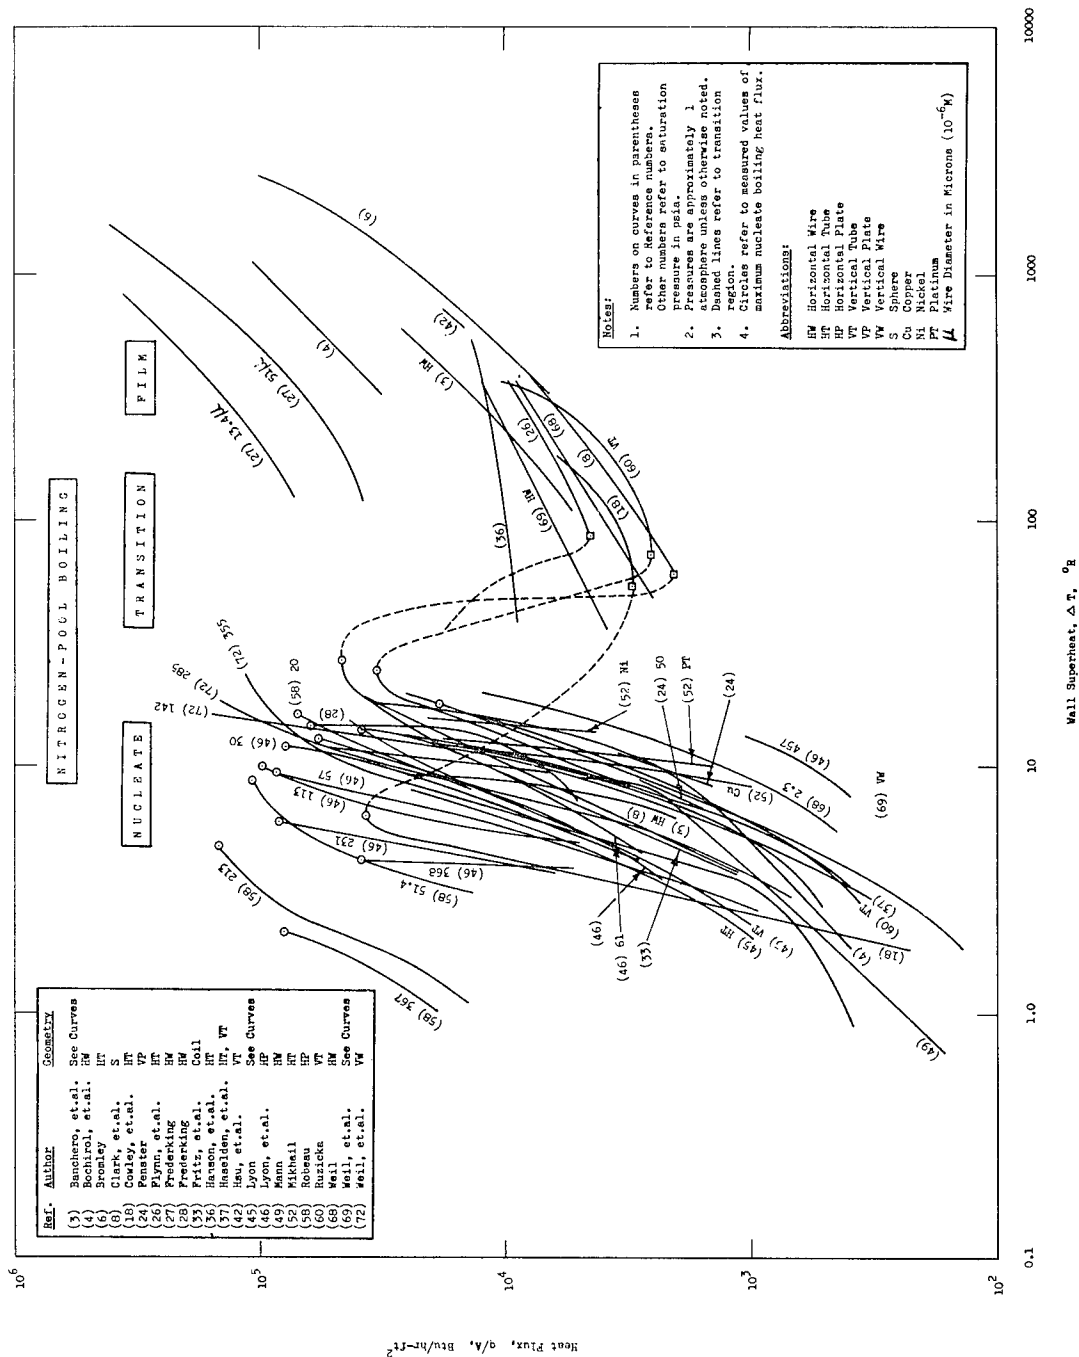 NITROGEN-POOL BOILING
NUCLEATE
TRANSITION
FILM
Ref. Author Geometry
(3) Banchero, et.al. See Curves
(4) Bochirol, et.al. HW
(6) Bromley HT
(8) Clark, et.al. S
(18) Cowley, et.al. HT
(24) Fenster VP
(26) Flynn, et.al. HT
(27) Frederking HW
(28) Frederking HW
(33) Fritz, et.al. Coil
(36) Hanson, et.al. HT
(37) Haselden, et.al. HT, VT
(42) Hsu, et.al. VT
(45) Lyon See Curves
(46) Lyon, et.al. HP
(49) Mann HW
(52) Mikhail HT
(58) Robeau HP
(60) Ruzicka VT
(68) Weil HW
(69) Weil, et.al. See Curves
(72) Weil, et.al. VW
(58) 367
(58) 213
(58) 51.4
(46) 368
(46) 231
(46) 113
(46) 57
(46) 30
(72) 142
(72) 285
(72) 355
(58) 20
(28)
(46)
(46) 61
(33)
(3) HW
(8)
(52) Ni
(24) 50
(52) PT
(24)
(52) Cu
(46) 457
(68) 2.3
(69) VW
(37)
(60) VT
(18)
(4)
(45) HT
VT
(49)
(27) 13.4μ
(27) 51μ
(4)
(6)
(42)
(3) HW
(36)
(69) HW
(26)
(68)
(8)
(18)
(60) VT
Notes:
1. Numbers on curves in parentheses
refer to Reference numbers.
Other numbers refer to saturation
pressure in psia.
2. Pressures are approximately 1
atmosphere unless otherwise noted.
3. Dashed lines refer to transition
region.
4. Circles refer to measured values of
maximum nucleate boiling heat flux.
Abbreviations:
HW Horizontal Wire
HT Horizontal Tube
HP Horizontal Plate
VT Vertical Tube
VP Vertical Plate
VW Vertical Wire
S Sphere
Cu Copper
Ni Nickel
PT Platinum
μ Wire Diameter in Microns (10⁻⁶M)
10⁶
10⁵
10⁴
10³
10²
Heat Flux, q/A, Btu/hr-ft²
0.1
1.0
10
100
1000
10000
Wall Superheat, △T, °R